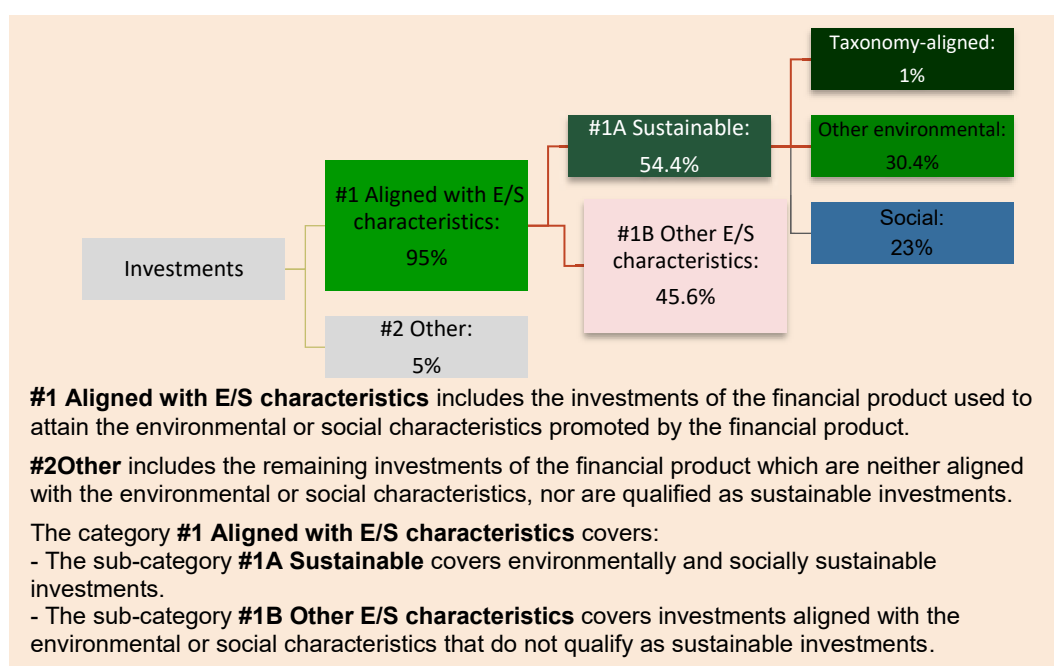 Taxonomy-aligned:
1%
#1A Sustainable:
54.4%
Other environmental:
30.4%
#1 Aligned with E/S
characteristics:
95%
#1B Other E/S
characteristics:
45.6%
Social:
23%
Investments
#2 Other:
5%
#1 Aligned with E/S characteristics includes the investments of the financial product used to
attain the environmental or social characteristics promoted by the financial product.
#2Other includes the remaining investments of the financial product which are neither aligned
with the environmental or social characteristics, nor are qualified as sustainable investments.
The category #1 Aligned with E/S characteristics covers:
- The sub-category #1A Sustainable covers environmentally and socially sustainable
investments.
- The sub-category #1B Other E/S characteristics covers investments aligned with the
environmental or social characteristics that do not qualify as sustainable investments.